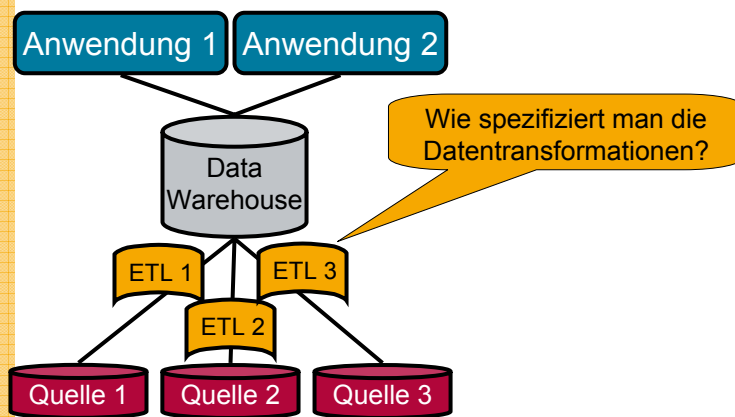 Anwendung 1
Anwendung 2
Wie spezifiziert man die
Datentransformationen?
Data
Warehouse
ETL 1
ETL 3
ETL 2
Quelle 1
Quelle 2
Quelle 3